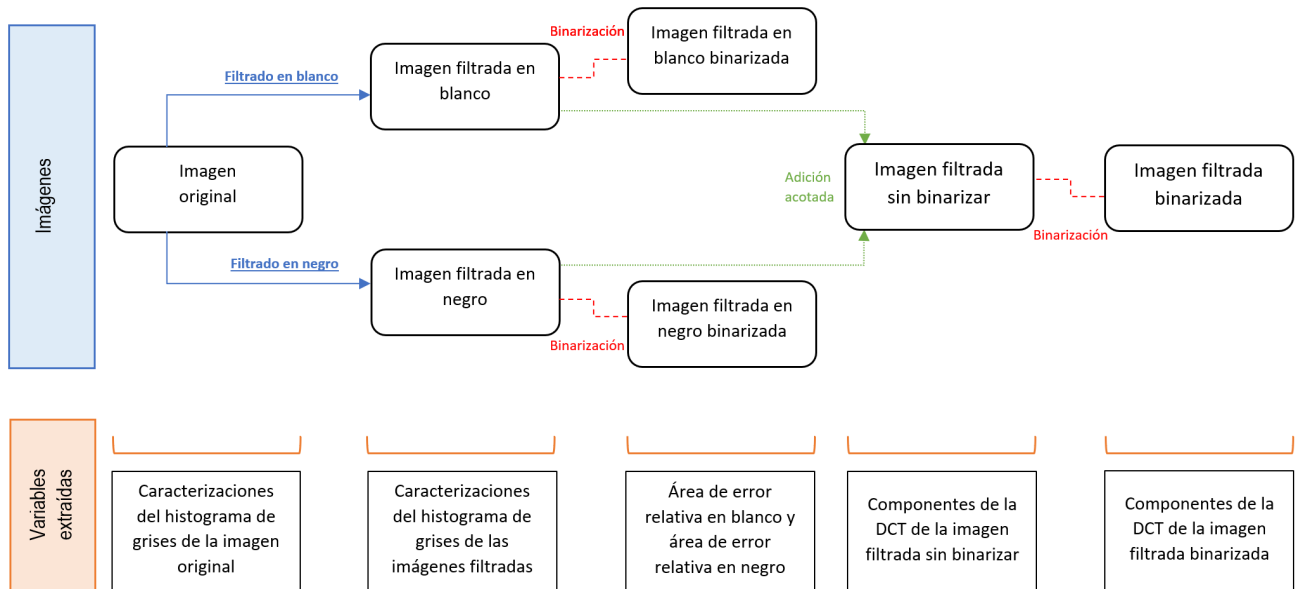 Imágenes
Imagen
original
Filtrado en blanco
Imagen filtrada en
blanco
Binarización
Imagen filtrada en
blanco binarizada
Filtrado en negro
Imagen filtrada en
negro
Binarización
Imagen filtrada en
negro binarizada
Adición
acotada
Imagen filtrada
sin binarizar
Binarización
Imagen filtrada
binarizada
Variables
extraídas
Caracterizaciones
del histograma de
grises de la imagen
original
Caracterizaciones
del histograma de
grises de las
imágenes filtradas
Área de error
relativa en blanco y
área de error
relativa en negro
Componentes de la
DCT de la imagen
filtrada sin binarizar
Componentes de la
DCT de la imagen
filtrada binarizada